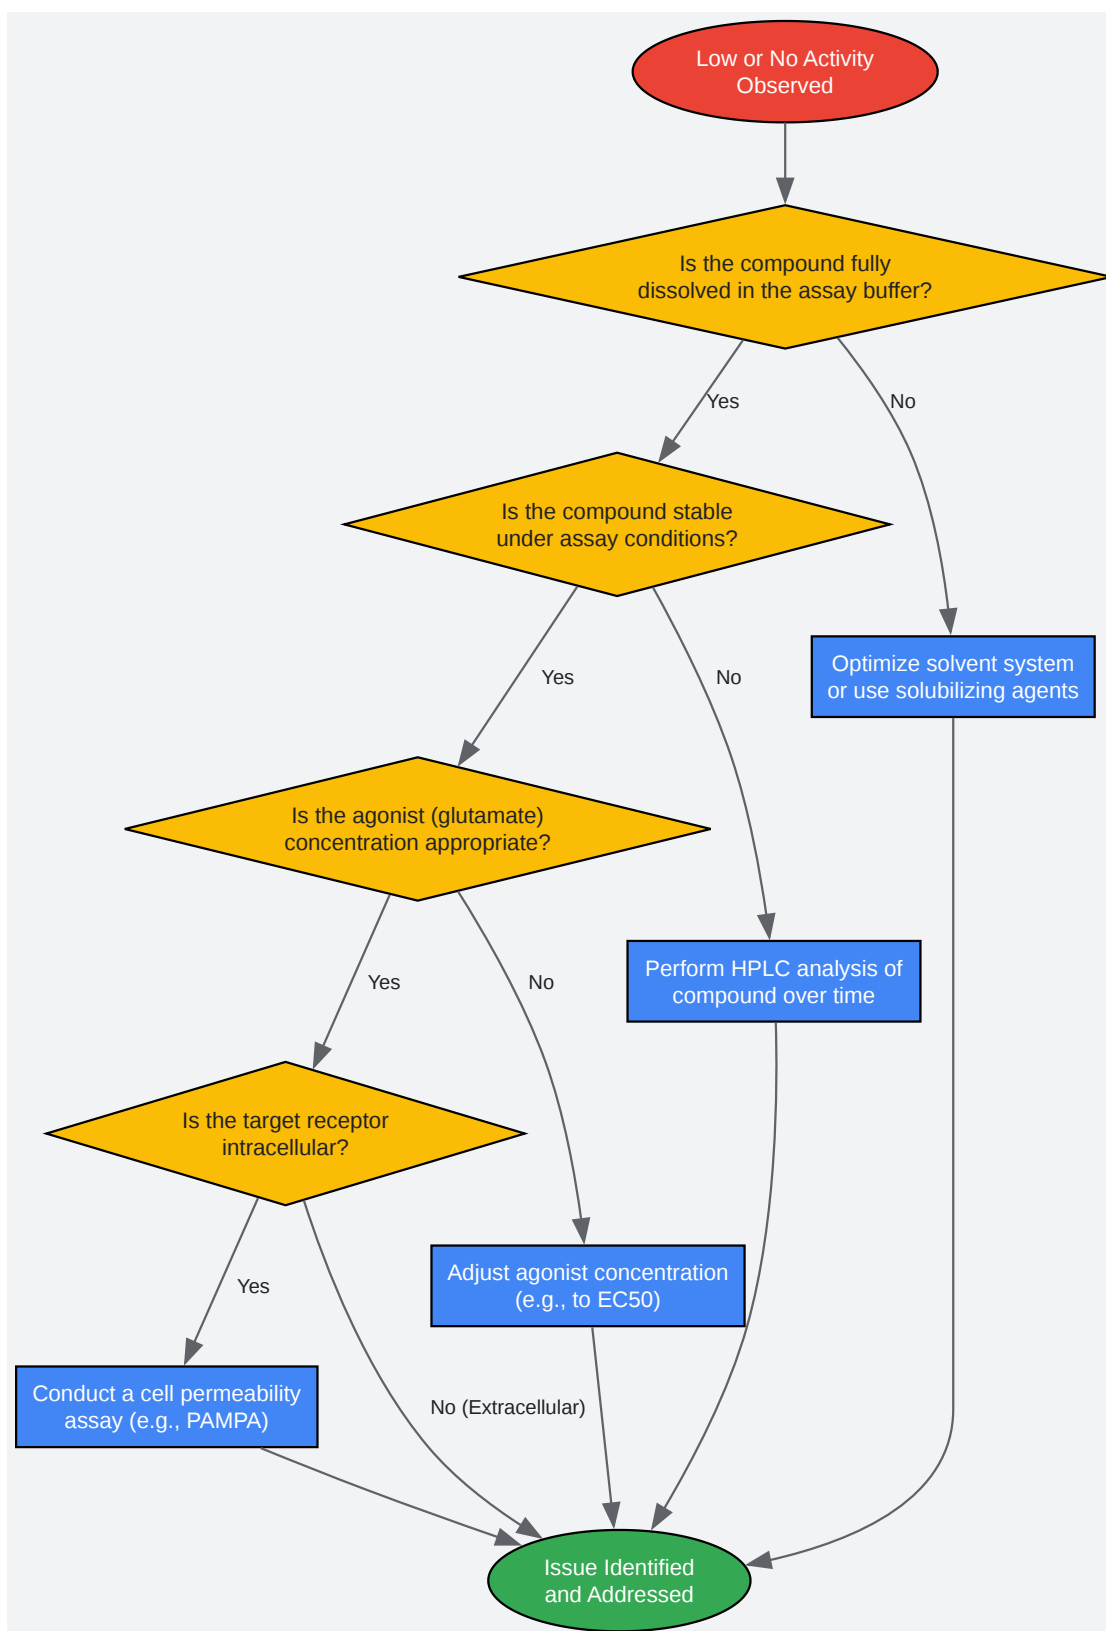 Low or No Activity
Observed
Is the compound fully
dissolved in the assay buffer?
Yes
No
Is the compound stable
under assay conditions?
Optimize solvent system
or use solubilizing agents
Yes
No
Is the agonist (glutamate)
concentration appropriate?
Perform HPLC analysis of
compound over time
Yes
No
Is the target receptor
intracellular?
Adjust agonist concentration
(e.g., to EC50)
Yes
Conduct a cell permeability
assay (e.g., PAMPA)
No (Extracellular)
Issue Identified
and Addressed